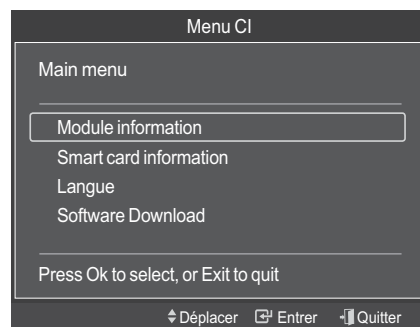 Menu CI
Main menu
Module information
Smart card information
Langue
Software Download
Press Ok to select, or Exit to quit
Déplacer Entrer Quitter